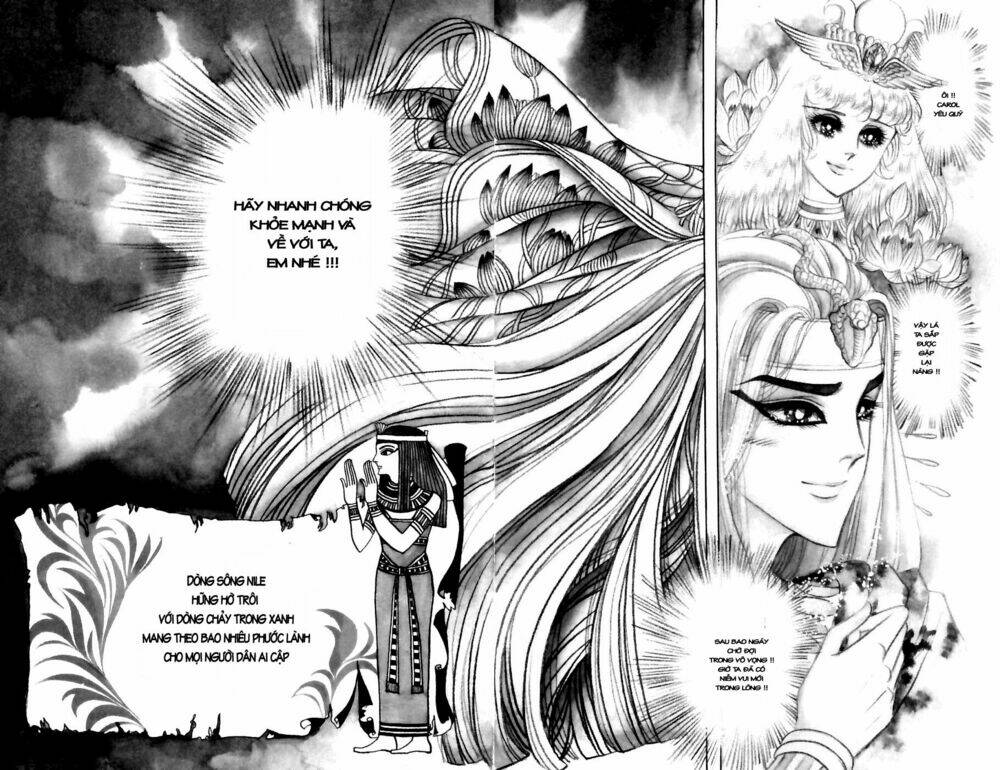 ÔI !!
CAROL
YÊU QUÝ
VẬY LÀ
TA SẮP
ĐƯỢC
GẶP
LẠI
NÀNG !!
SAU BAO NGÀY
CHỜ ĐỢI
TRONG VÔ VỌNG !!
GIỜ TA ĐÃ CÓ
NIỀM VUI MỚI
TRONG LÒNG !!
HÃY NHANH CHÓNG
KHỎE MẠNH VÀ
VỀ VỚI TA,
EM NHÉ !!!
DÒNG SÔNG NILE
HỮNG HỜ TRÔI
VỚI DÒNG CHẢY TRONG XANH
MANG THEO BAO NHIÊU PHƯỚC LÀNH
CHO MỌI NGƯỜI DÂN AI CẬP